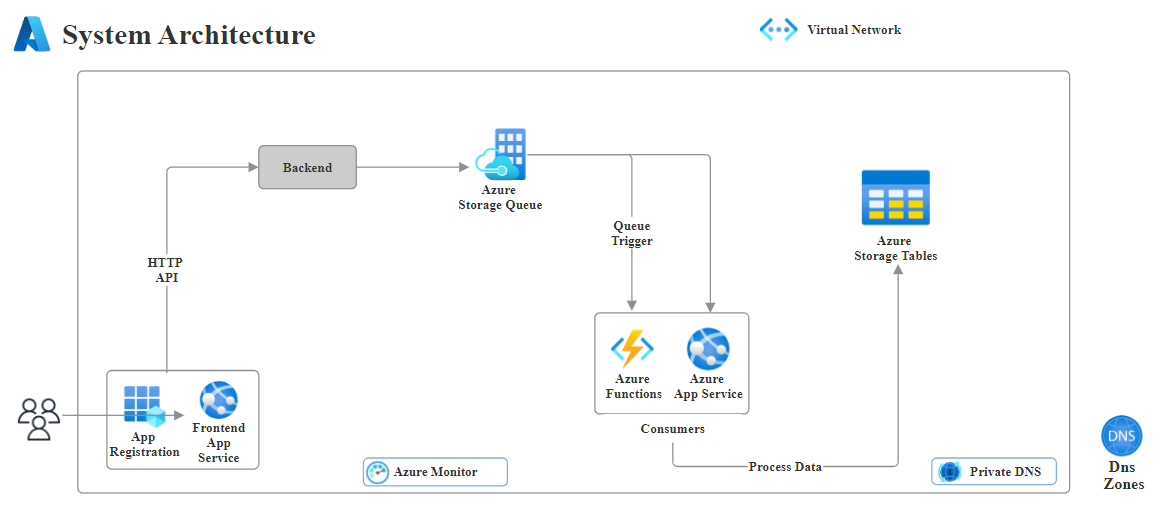 System Architecture
Virtual Network
Backend
Azure
Storage Queue
Queue
Trigger
Azure
Storage Tables
HTTP
API
Azure
Functions
Azure
App Service
Consumers
App
Registration
Frontend
App
Service
Process Data
Azure Monitor
Private DNS
DNS
Dns
Zones